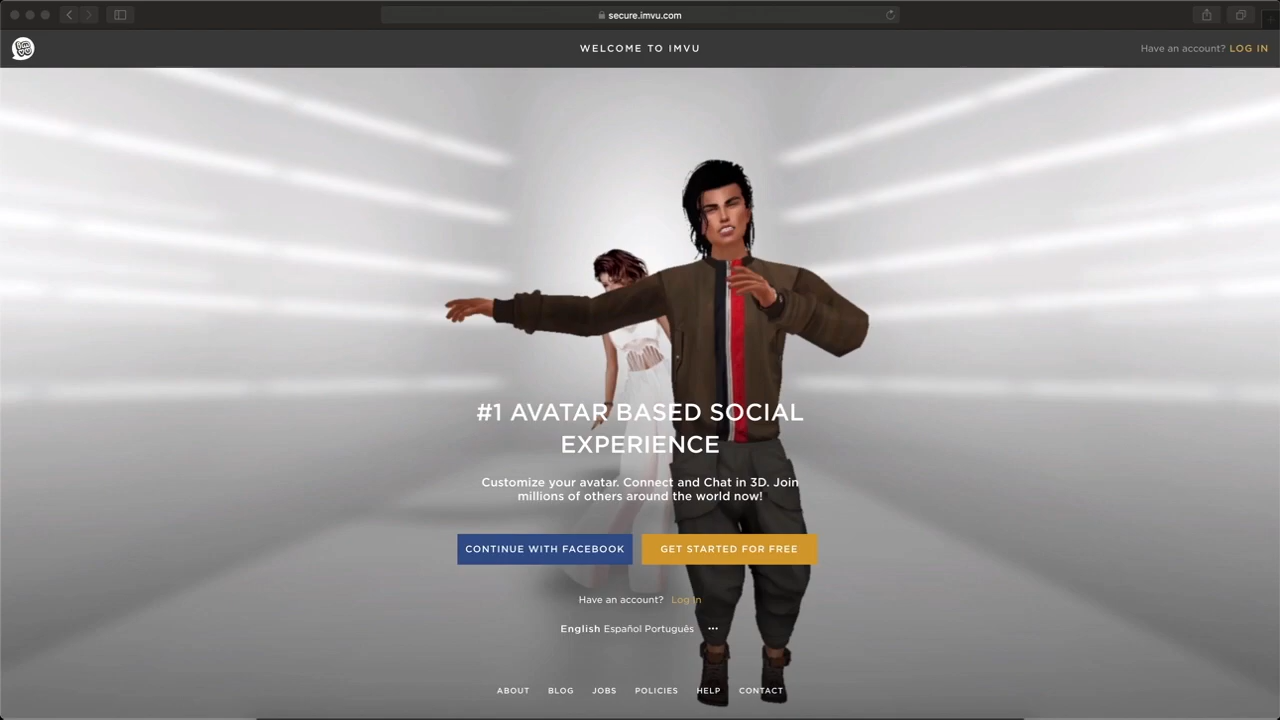 secure.imvu.com
WELCOME TO IMVU
Have an account? LOG IN
#1 AVATAR BASED SOCIAL
EXPERIENCE
Customize your avatar. Connect and Chat in 3D. Join
millions of others around the world now!
CONTINUE WITH FACEBOOK
GET STARTED FOR FREE
Have an account? Log in
English Español Português ···
ABOUT BLOG JOBS POLICIES HELP CONTACT